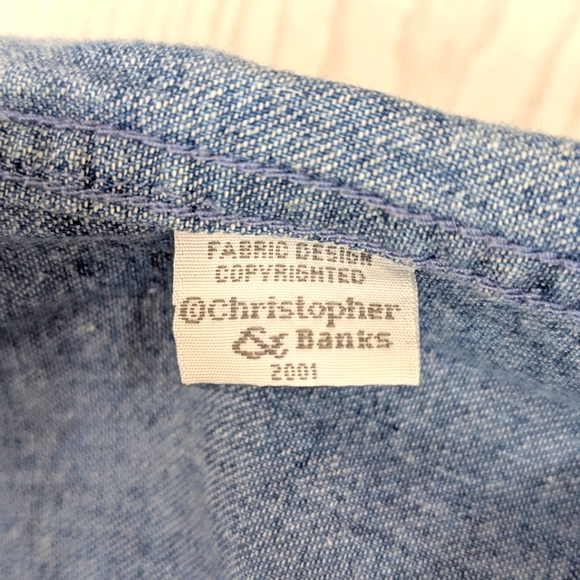 FABRIC DESIGN
COPYRIGHTED
©Christopher
& Banks
2001